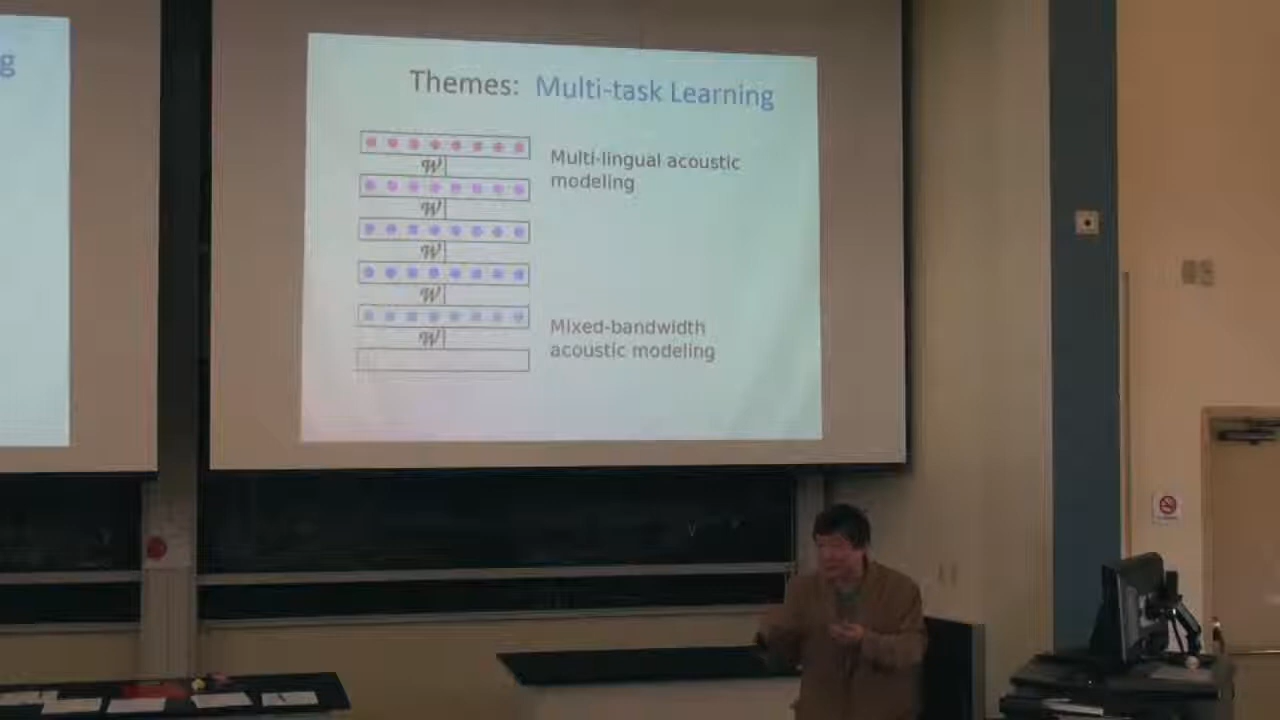 g
Themes: Multi-task Learning
W
Multi-lingual acoustic
modeling
W
W
W
W
Mixed-bandwidth
acoustic modeling